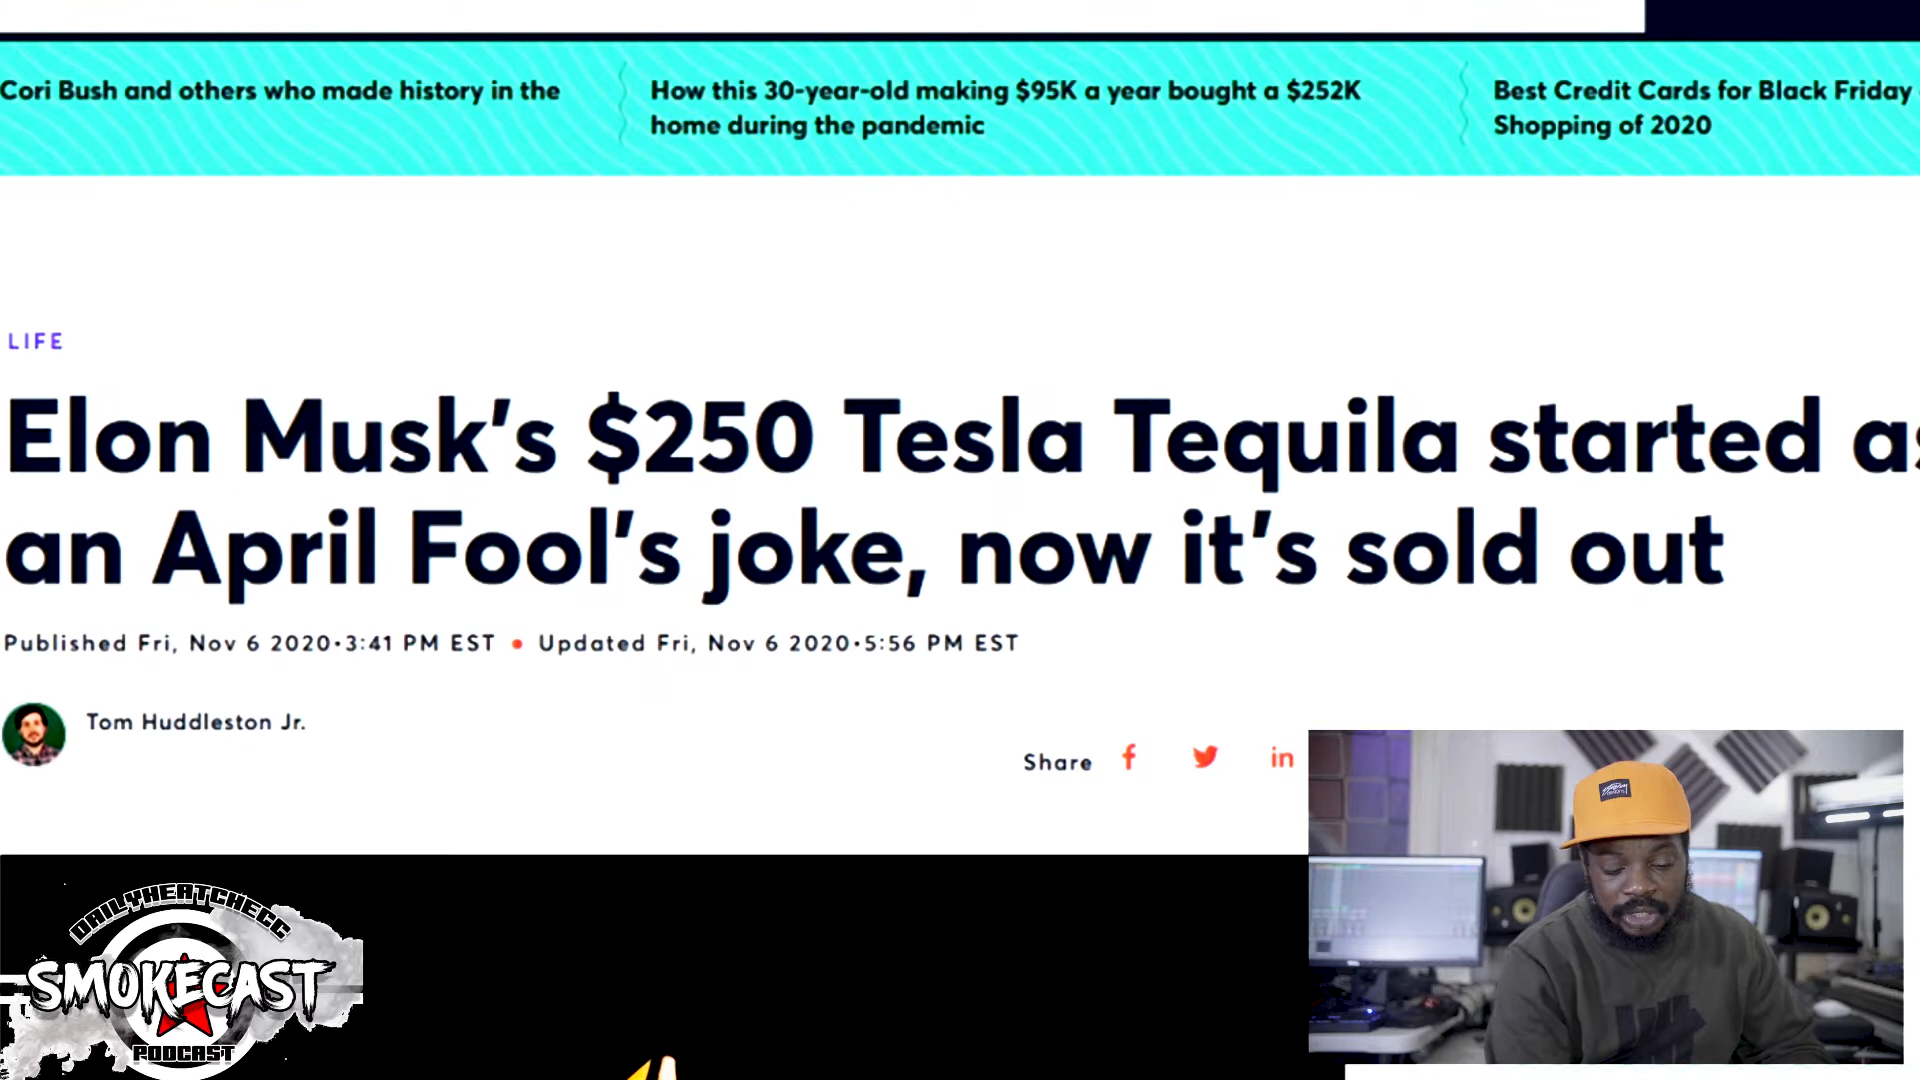 Cori Bush and others who made history in the
How this 30-year-old making $95K a year bought a $252K
home during the pandemic
Best Credit Cards for Black Friday
Shopping of 2020
LIFE
Elon Musk's $250 Tesla Tequila started as
an April Fool's joke, now it's sold out
Published Fri, Nov 6 2020•3:41 PM EST • Updated Fri, Nov 6 2020•5:56 PM EST
Tom Huddleston Jr.
Share f in
DAILYHEATCHECC
SMOKECAST
PODCAST